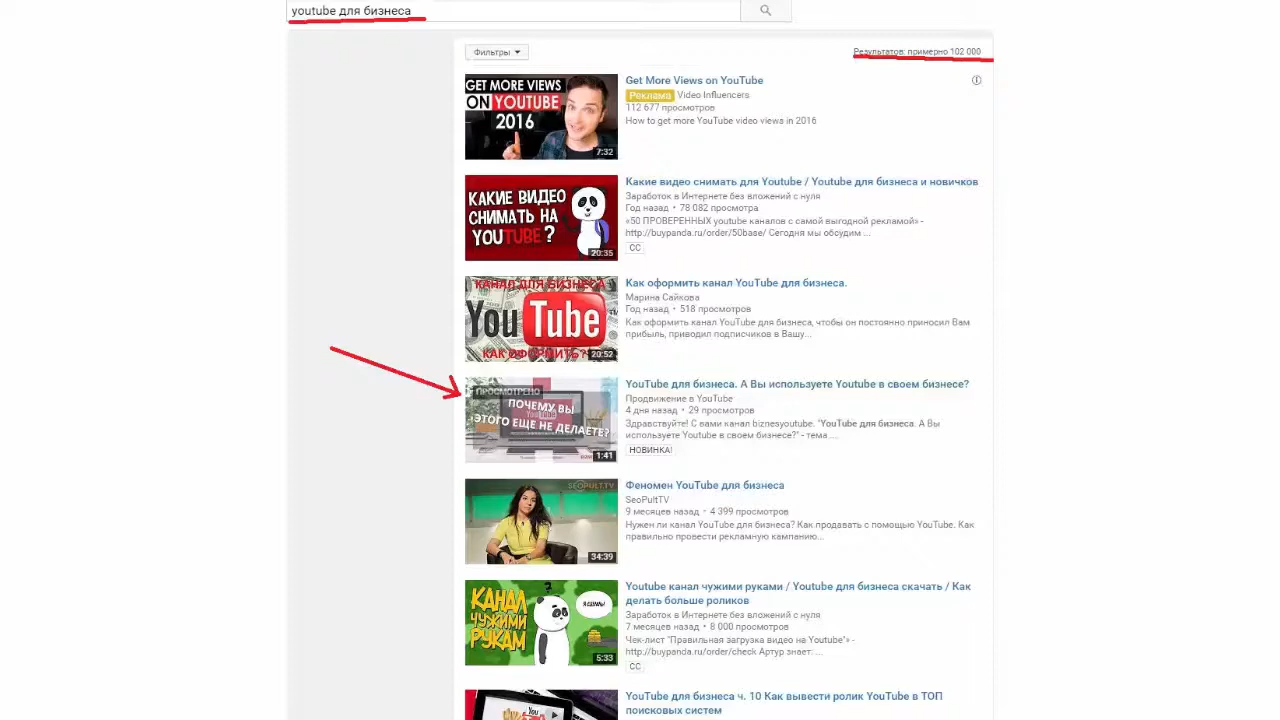 youtube для бизнеса
Фильтры
Результатов: примерно 102 000
GET MORE VIEWS
ON YOUTUBE
2016
7:32
Get More Views on YouTube
Реклама Video Influencers
112 677 просмотров
How to get more YouTube video views in 2016
КАКИЕ ВИДЕО
СНИМАТЬ НА
YOUTUBE ?
20:35
Какие видео снимать для Youtube / Youtube для бизнеса и новичков
Заработок в Интернете без вложений с нуля
Год назад • 78 082 просмотра
«50 ПРОВЕРЕННЫХ youtube каналов с самой выгодной рекламой» -
http://buypanda.ru/order/50base/ Сегодня мы обсудим ...
CC
КАНАЛ ДЛЯ БИЗНЕСА
YouTube
КАК ОФОРМИТЬ?
20:52
Как оформить канал YouTube для бизнеса.
Марина Сайкова
Год назад • 518 просмотров
Как оформить канал YouTube для бизнеса, чтобы он постоянно приносил Вам
прибыль, приводил подписчиков в Вашу...
ПРОСМОТРЕНО
ПОЧЕМУ ВЫ
ЭТОГО ЕЩЕ НЕ ДЕЛАЕТЕ?
1:41
YouTube для бизнеса. А Вы используете Youtube в своем бизнесе?
Продвижение в YouTube
4 дня назад • 29 просмотров
Здравствуйте! С вами канал biznesyoutube. "YouTube для бизнеса. А Вы
используете Youtube в своем бизнесе?" - тема ...
НОВИНКА!
SEOPULT.TV
34:39
Феномен YouTube для бизнеса
SeoPultTV
9 месяцев назад • 4 399 просмотров
Нужен ли канал YouTube для бизнеса? Как продавать с помощью YouTube. Как
правильно провести рекламную кампанию...
КАНАЛ
ЧУЖИМИ
РУКАМИ
?
Я СДЕЛАЛ!
5:33
Youtube канал чужими руками / Youtube для бизнеса скачать / Как
делать больше роликов
Заработок в Интернете без вложений с нуля
7 месяцев назад • 8 000 просмотров
Чек-лист "Правильная загрузка видео на Youtube"» -
http://buypanda.ru/order/check Артур знает: ...
CC
You
YouTube для бизнеса ч. 10 Как вывести ролик YouTube в ТОП
поисковых систем